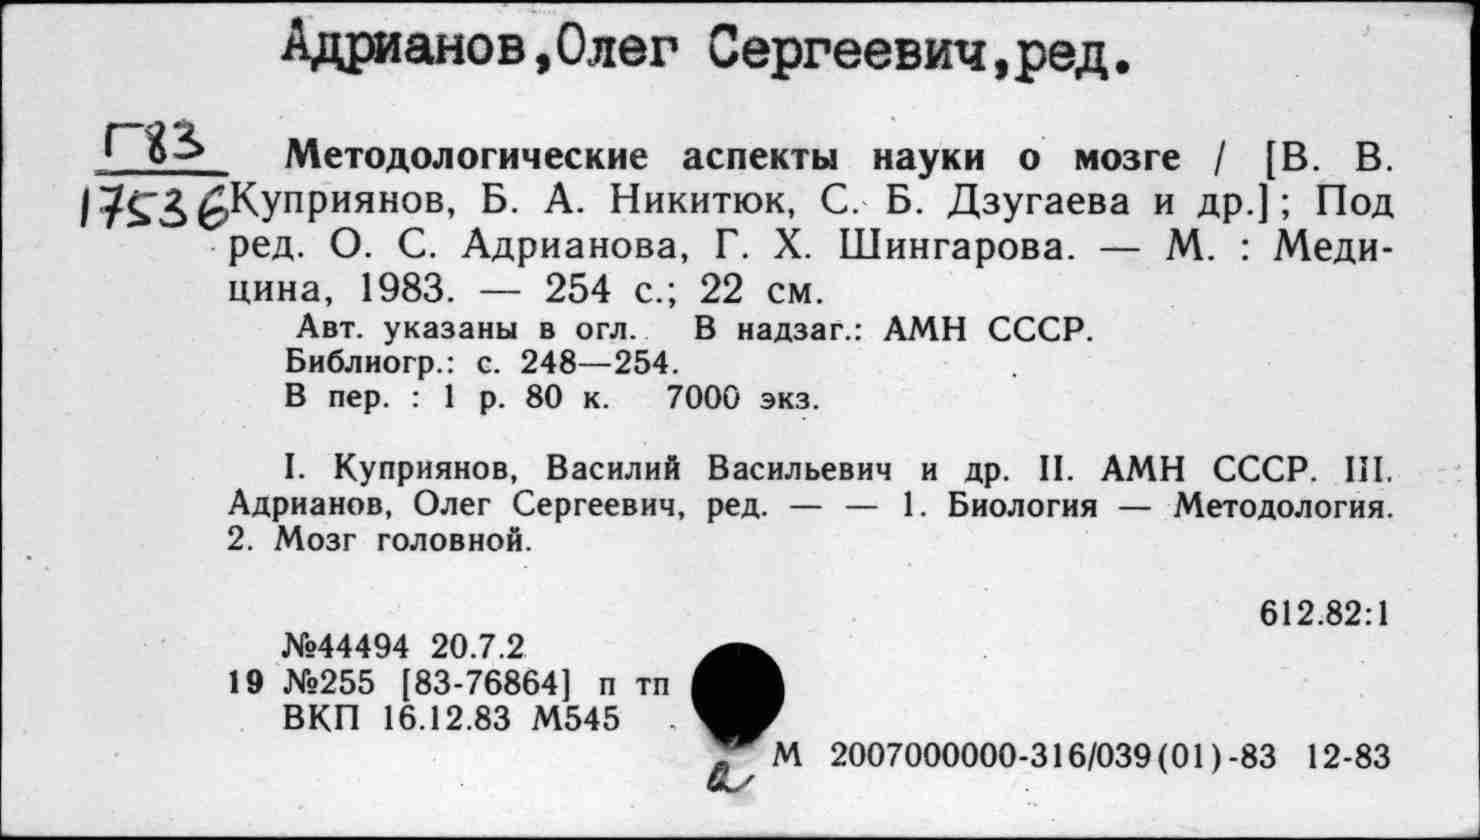 Адрианов,Олег Сергеевич,ред.
Г83
17536
Методологические аспекты науки о мозге / [В. В.
Куприянов, Б. А. Никитюк, С. Б. Дзугаева и др.]; Под
ред. О. С. Адрианова, Г. Х. Шингарова. — М. : Меди-
цина, 1983. — 254 с.; 22 см.
Авт. указаны в огл. В надзаг.: АМН СССР.
Библиогр.: с. 248—254.
В пер. : 1 р. 80 к. 7000 экз.
I. Куприянов, Василий Васильевич и др. II. АМН СССР. III.
Адрианов, Олег Сергеевич, ред. — — 1. Биология — Методология.
2. Мозг головной.
612.82:1
№44494 20.7.2
19 №255 [83-76864] п тп
ВКП 16.12.83 М545
М 2007000000-316/039(01)-83 12-83